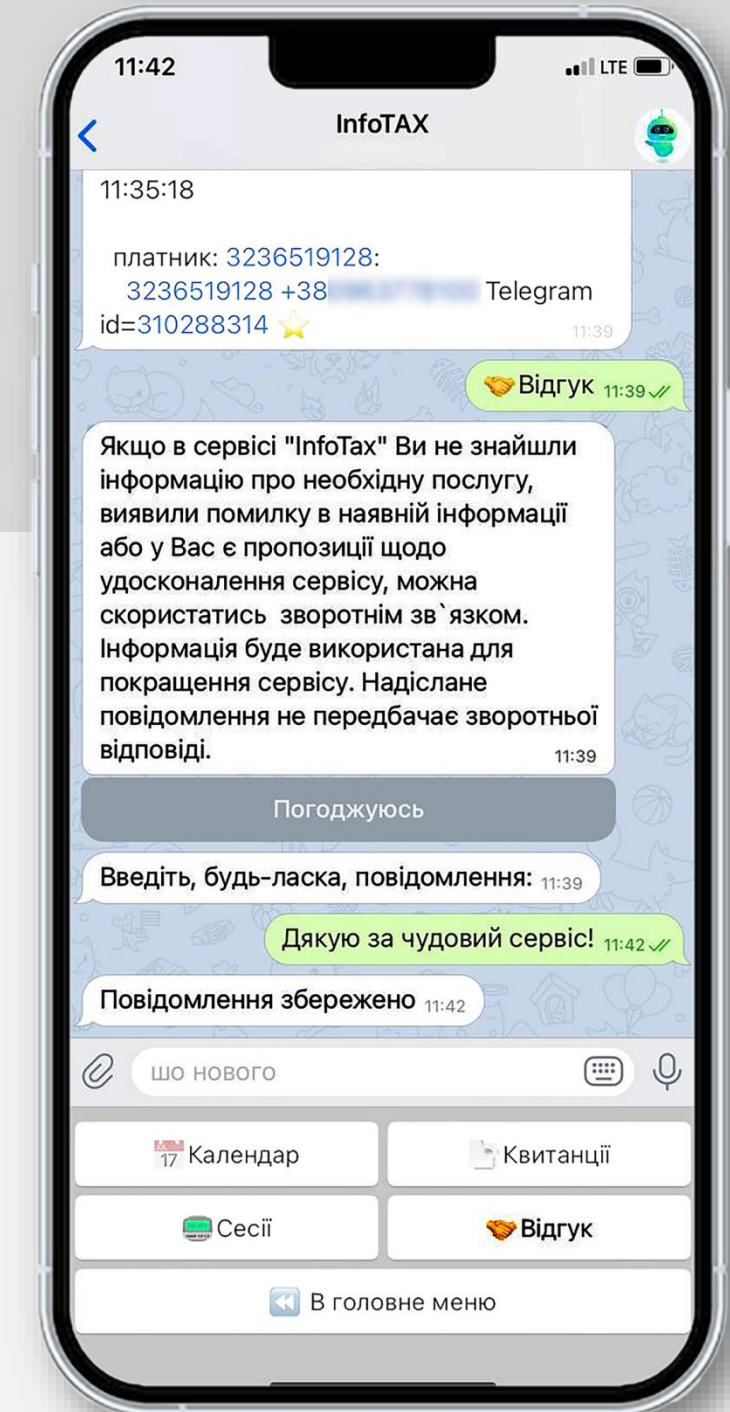 11:42
LTE
InfoTAX
11:35:18
платник: 3236519128:
3236519128 +38 Telegram
id=310288314 ⭐
11:39
🤝Відгук 11:39
Якщо в сервісі "InfoTax" Ви не знайшли
інформацію про необхідну послугу,
виявили помилку в наявній інформації
або у Вас є пропозиції щодо
удосконалення сервісу, можна
скористатись  зворотнім зв`язком.
Інформація буде використана для
покращення сервісу. Надіслане
повідомлення не передбачає зворотньої
відповіді. 11:39
Погоджуюсь
Введіть, будь-ласка, повідомлення: 11:39
Дякую за чудовий сервіс! 11:42
Повідомлення збережено 11:42
шо нового
17 Календар
Квитанції
Сесії
🤝Відгук
⏪ В головне меню